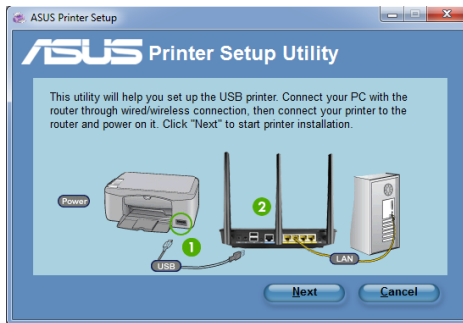 ASUS Printer Setup
ASUS Printer Setup Utility
This utility will help you set up the USB printer. Connect your PC with the
router through wired/wireless connection, then connect your printer to the
router and power on it. Click "Next" to start printer installation.
Power
2
1
USB
LAN
Next
Cancel